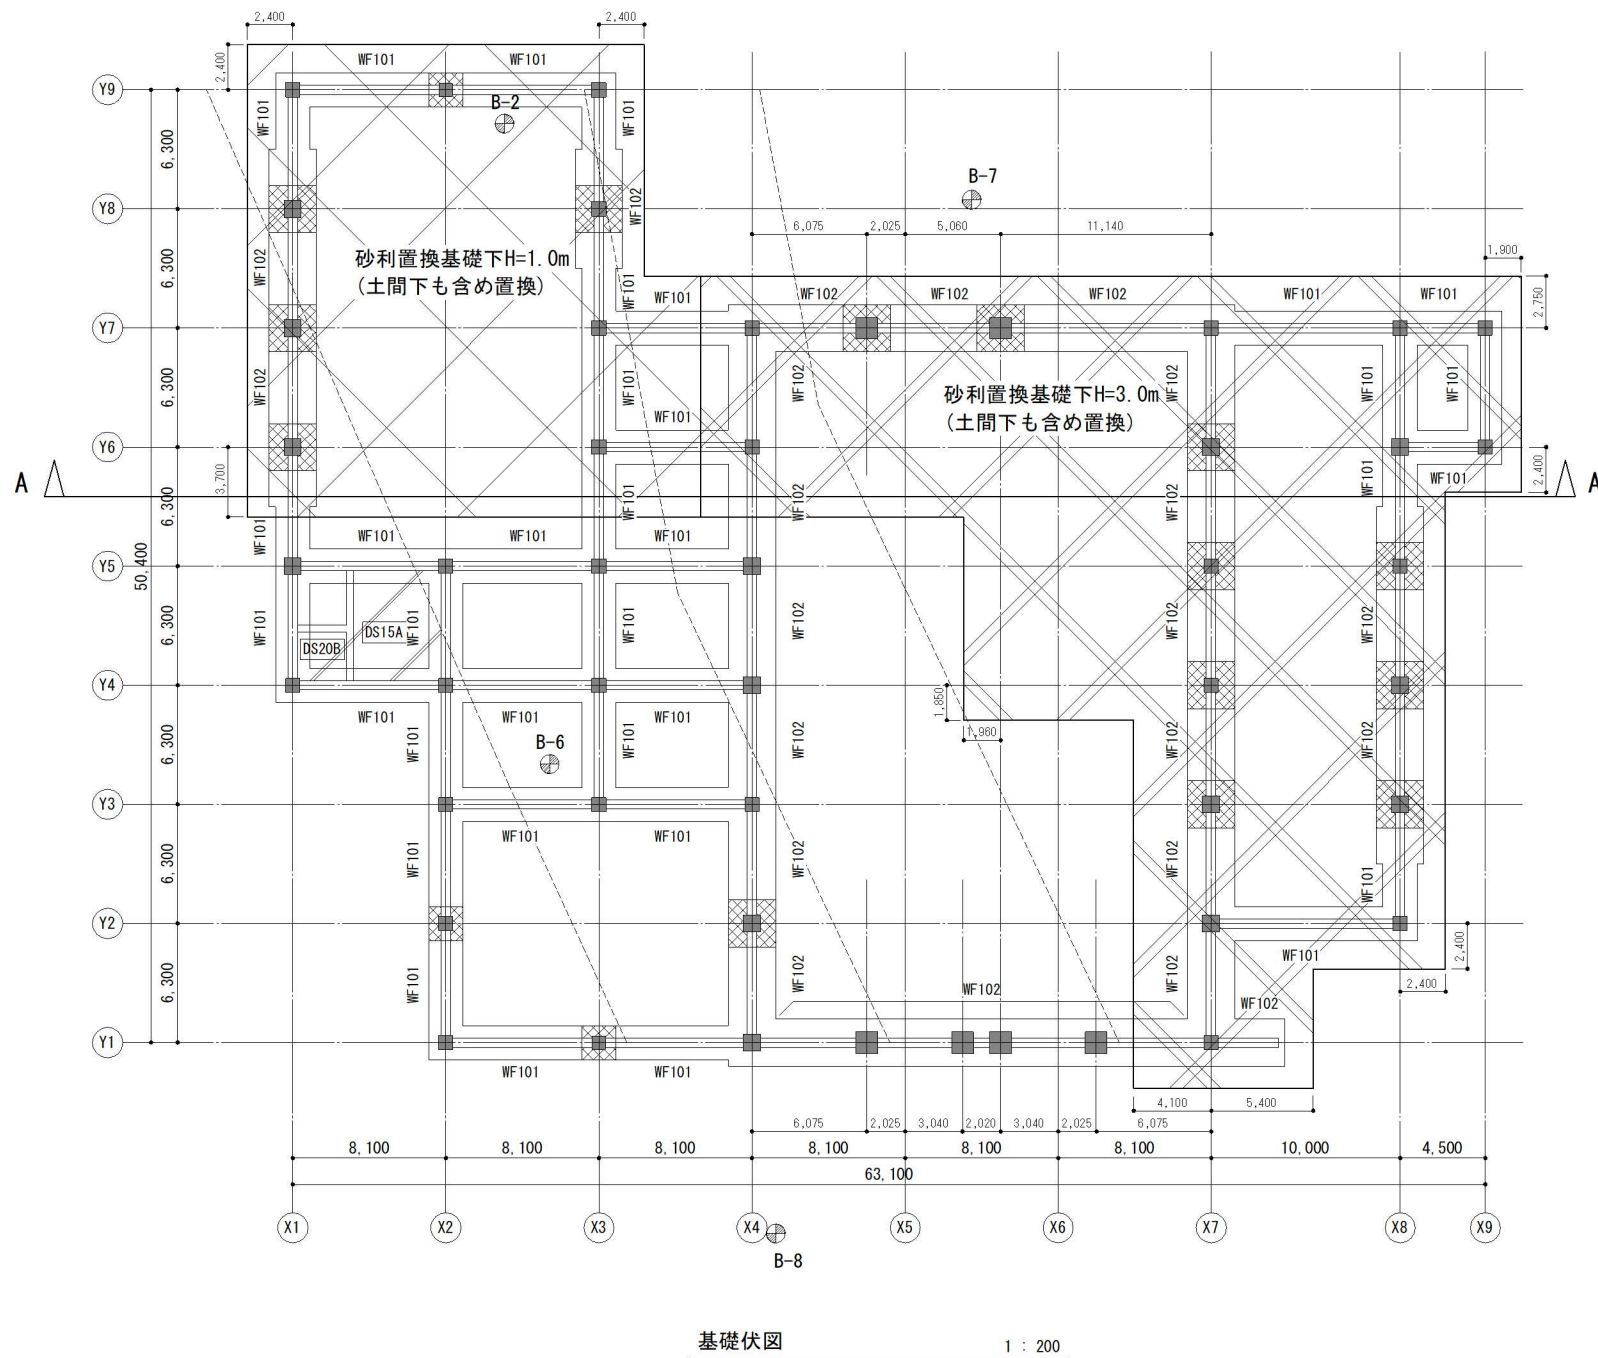 2,400
2,400
2,400
WF101
WF101
Y9
B-2
WF101
WF101
6,300
B-7
Y8
WF102
6,075
2,025
5,060
11,140
1,900
砂利置換基礎下H=1.0m
(土間下も含め置換)
6,300
WF102
WF101
WF101
WF102
WF102
WF102
WF101
WF101
2,750
Y7
6,300
WF102
WF101
WF102
砂利置換基礎下H=3.0m
(土間下も含め置換)
WF102
WF101
WF101
WF101
Y6
A
3,700
6,300
WF101
WF102
WF102
WF101
WF101
2,400
A
WF101
WF101
WF101
WF101
Y5
50,400
6,300
WF101
DS20B
DS15A
WF101
WF101
WF102
WF102
WF102
Y4
1,850
1,960
WF101
WF101
WF101
6,300
WF101
B-6
WF101
WF102
WF102
WF102
Y3
WF101
WF101
6,300
WF101
WF102
WF102
WF101
Y2
2,400
6,300
WF101
WF102
WF102
WF102
WF101
2,400
WF102
Y1
WF101
WF101
4,100
5,400
6,075
2,025
3,040
2,020
3,040
2,025
6,075
8,100
8,100
8,100
8,100
8,100
8,100
10,000
4,500
63,100
X1
X2
X3
X4
X5
X6
X7
X8
X9
B-8
基礎伏図
1 : 200